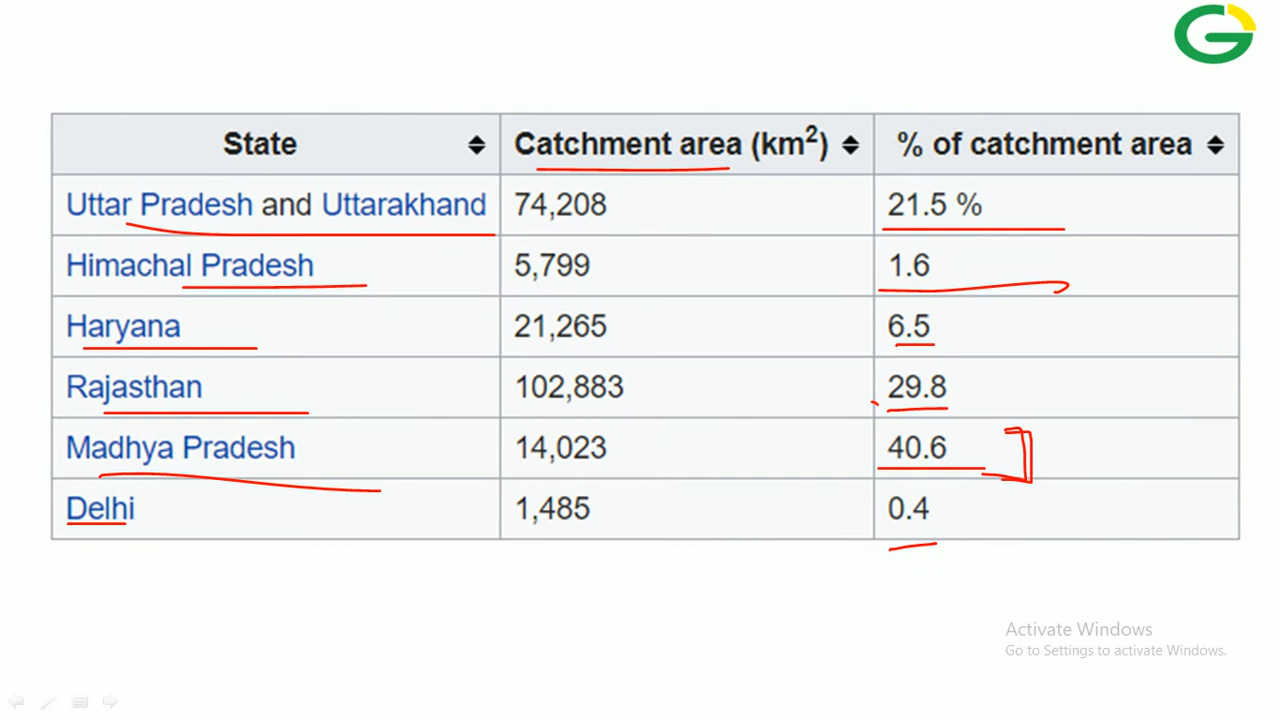 State Catchment area (km²) % of catchment area
Uttar Pradesh and Uttarakhand 74,208 21.5 %
Himachal Pradesh 5,799 1.6
Haryana 21,265 6.5
Rajasthan 102,883 29.8
Madhya Pradesh 14,023 40.6
Delhi 1,485 0.4
Activate Windows
Go to Settings to activate Windows.